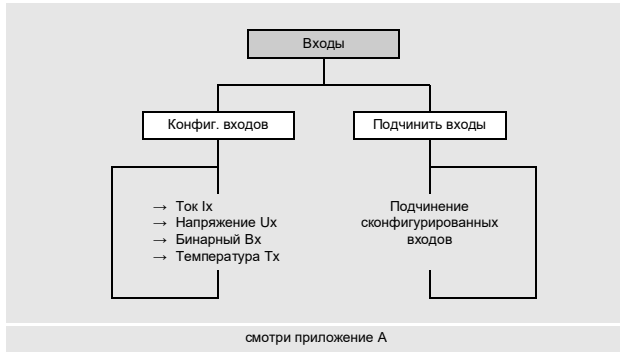 Входы
Конфиг. входов
Подчинить входы
→ Ток Ix
→ Напряжение Ux
→ Бинарный Bx
→ Температура Tx
Подчинение
сконфигурированных
входов
смотри приложение A